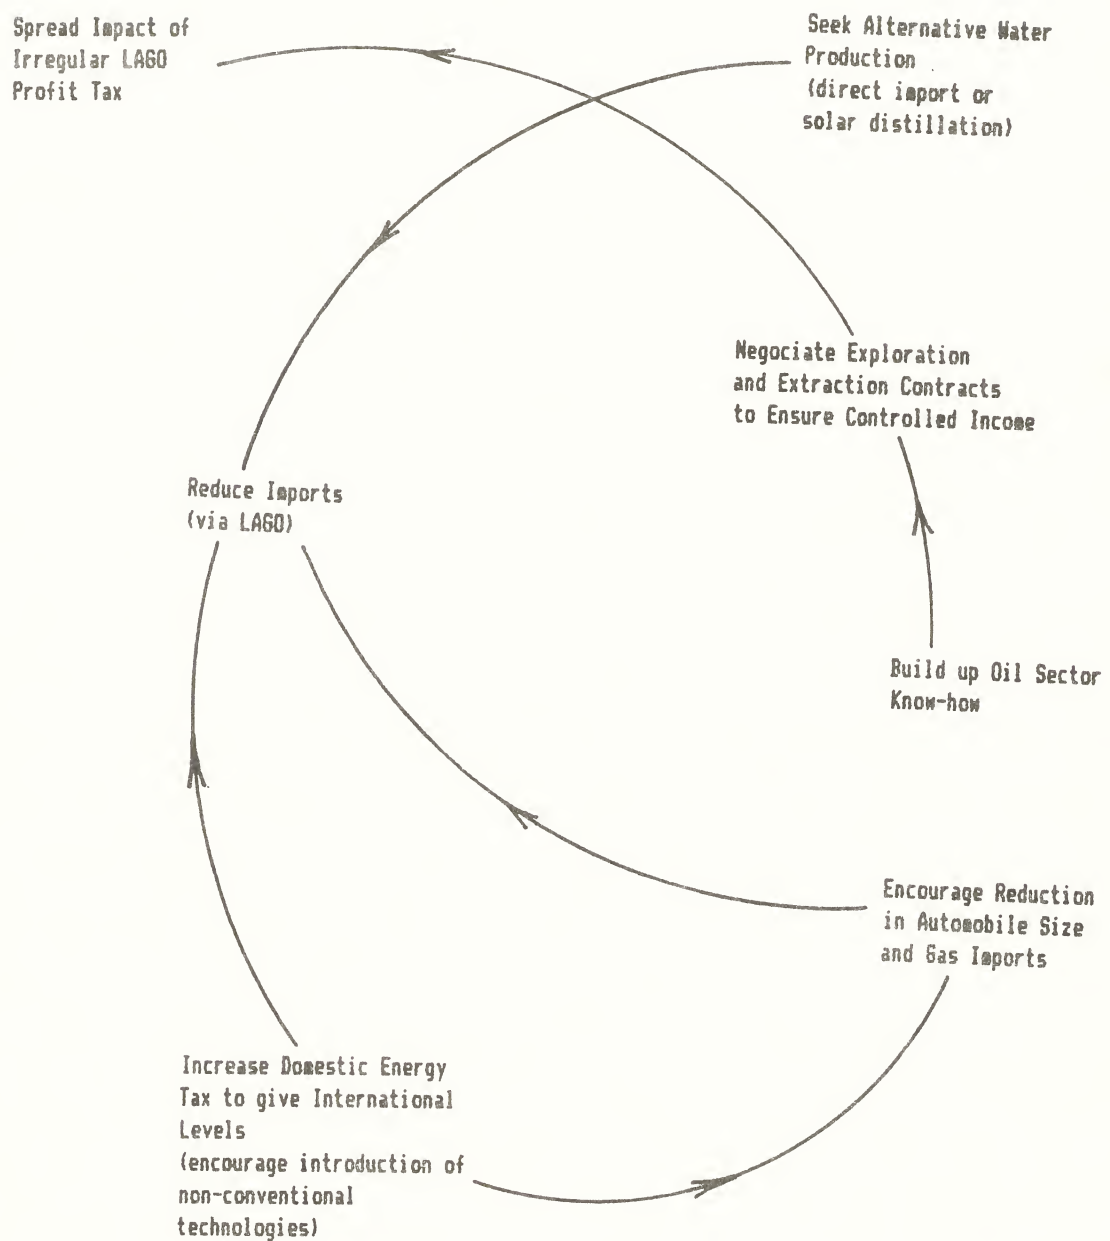 Spread Impact of
Irregular LAGO
Profit Tax
Seek Alternative Water
Production
(direct import or
solar distillation)
Negociate Exploration
and Extraction Contracts
to Ensure Controlled Income
Reduce Imports
(via LAGO)
Build up Oil Sector
Know-how
Encourage Reduction
in Automobile Size
and Gas Imports
Increase Domestic Energy
Tax to give International
Levels
(encourage introduction of
non-conventional
technologies)